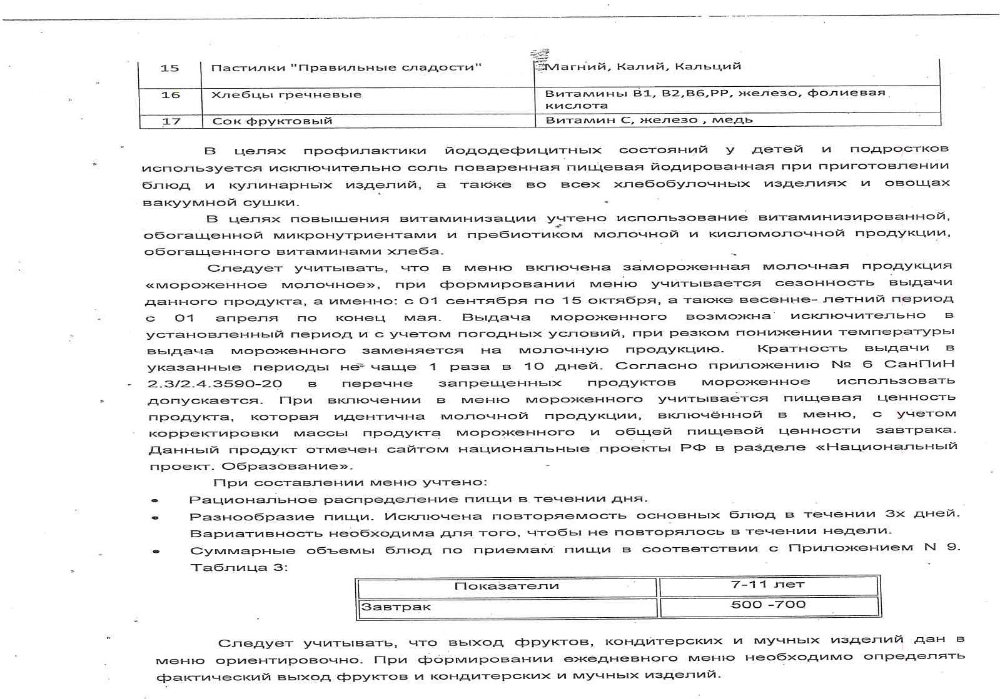 15 Пастилки "Правильные сладости" Магний, Калий, Кальций
16 Хлебцы гречневые Витамины В1, В2,В6,РР, железо, фолиевая
кислота
17 Сок фруктовый Витамин С, железо , медь
В целях профилактики йододефицитных состояний у детей и подростков
используется исключительно соль поваренная пищевая йодированная при приготовлении
блюд и кулинарных изделий, а также во всех хлебобулочных изделиях и овощах
вакуумной сушки.
В целях повышения витаминизации учтено использование витаминизированной,
обогащенной микронутриентами и пребиотиком молочной и кисломолочной продукции,
обогащенного витаминами хлеба.
Следует учитывать, что в меню включена замороженная молочная продукция
«мороженное молочное», при формировании меню учитывается сезонность выдачи
данного продукта, а именно: с 01 сентября по 15 октября, а также весенне- летний период
с 01 апреля по конец мая. Выдача мороженного возможна исключительно в
установленный период и с учетом погодных условий, при резком понижении температуры
выдача мороженного заменяется на молочную продукцию. Кратность выдачи в
указанные периоды не чаще 1 раза в 10 дней. Согласно приложению № 6 СанПиН
2.3/2.4.3590-20 в перечне запрещенных продуктов мороженное использовать
допускается. При включении в меню мороженного учитывается пищевая ценность
продукта, которая идентична молочной продукции, включённой в меню, с учетом
корректировки массы продукта мороженного и общей пищевой ценности завтрака.
Данный продукт отмечен сайтом национальные проекты РФ в разделе «Национальный
проект. Образование».
При составлении меню учтено:
• Рациональное распределение пищи в течении дня.
• Разнообразие пищи. Исключена повторяемость основных блюд в течении 3х дней.
Вариативность необходима для того, чтобы не повторялось в течении недели.
• Суммарные объемы блюд по приемам пищи в соответствии с Приложением N 9.
Таблица 3:
Показатели 7-11 лет
Завтрак 500 -700
Следует учитывать, что выход фруктов, кондитерских и мучных изделий дан в
меню ориентировочно. При формировании ежедневного меню необходимо определять
фактический выход фруктов и кондитерских и мучных изделий.